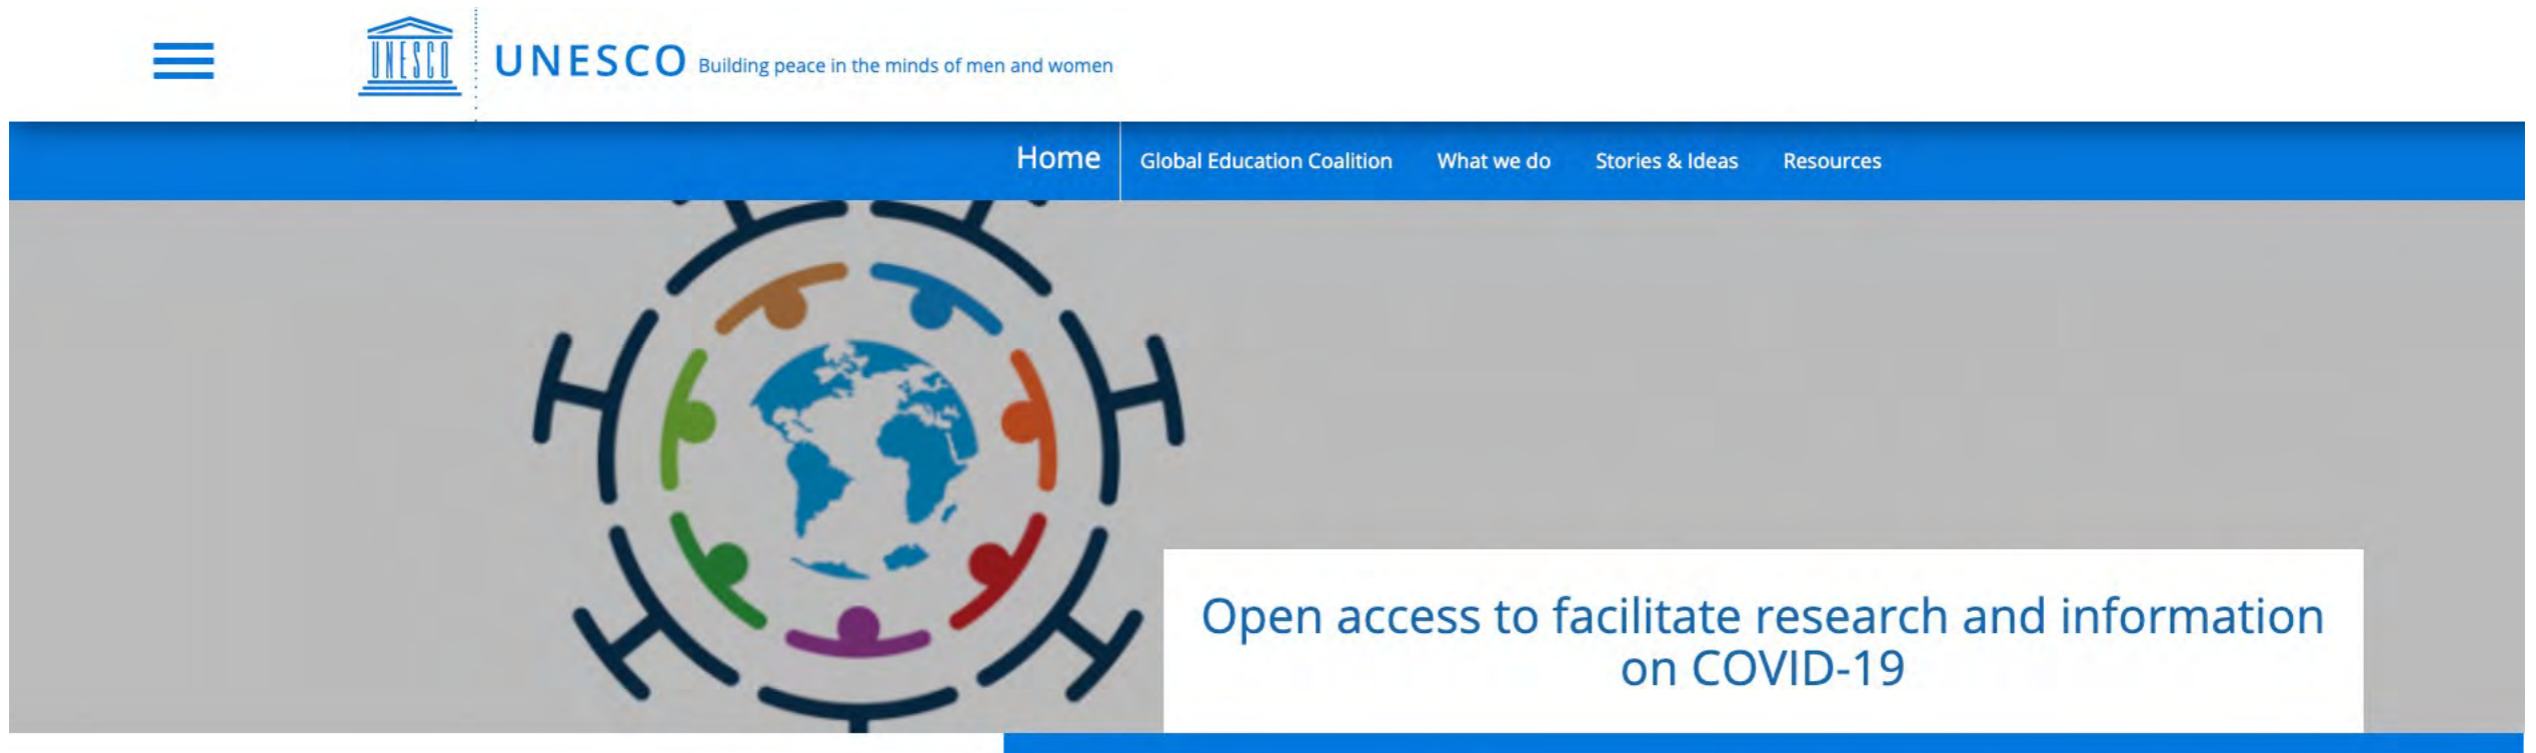 UNESCO
UNESCO Building peace in the minds of men and women
Home Global Education Coalition What we do Stories & Ideas Resources
Open access to facilitate research and information
on COVID-19